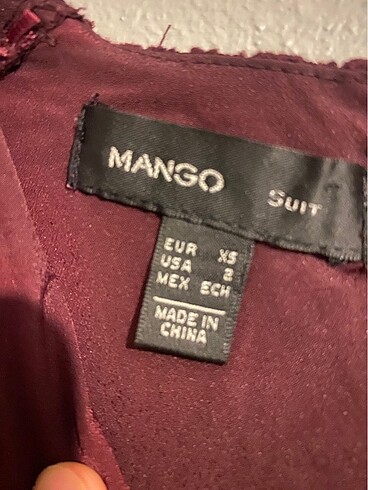 MANGO SUIT
EUR XS
USA 2
MEX ECH
MADE IN
CHINA